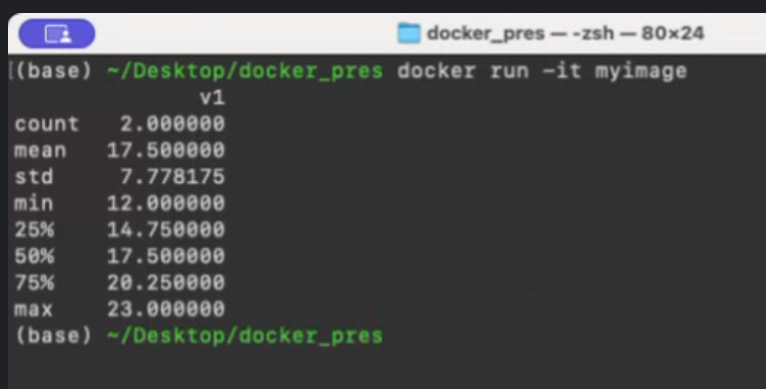 docker_pres — -zsh — 80×24
[(base) ~/Desktop/docker_pres docker run -it myimage
v1
count 2.000000
mean 17.500000
std 7.778175
min 12.000000
25% 14.750000
50% 17.500000
75% 20.250000
max 23.000000
(base) ~/Desktop/docker_pres